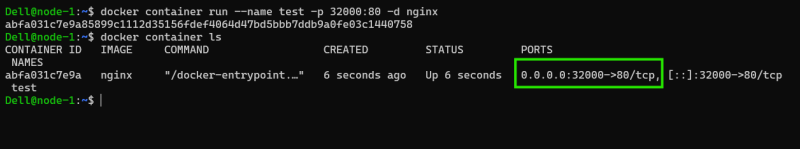 Dell@node-1:~$ docker container run --name test -p 32000:80 -d nginx
abfa031c7e9a85899c1112d35156fdef4064d47bd5bbb7ddb9a0fe03c1440758
Dell@node-1:~$ docker container ls
CONTAINER ID   IMAGE     COMMAND                  CREATED         STATUS         PORTS
 NAMES
abfa031c7e9a   nginx     "/docker-entrypoint.…"   6 seconds ago   Up 6 seconds   0.0.0.0:32000->80/tcp, [::]:32000->80/tcp
 test
Dell@node-1:~$